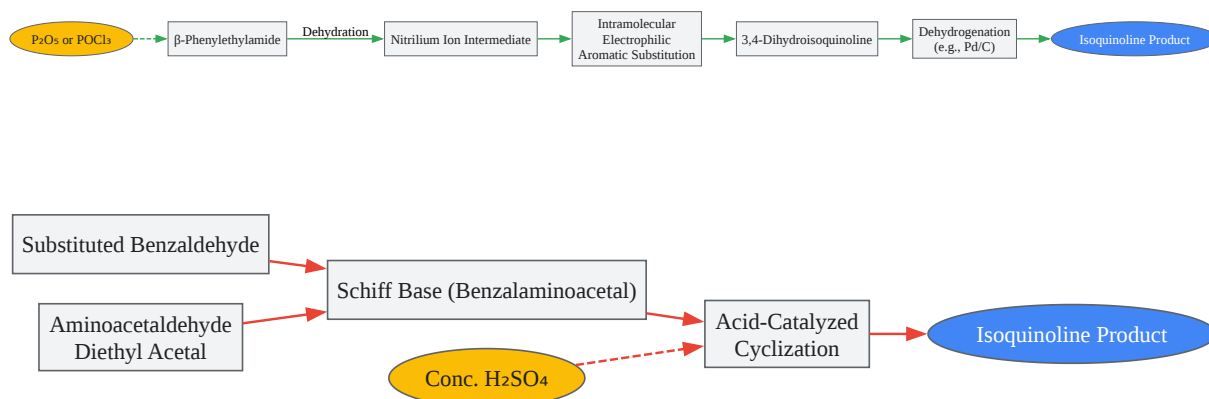 P₂O₅ or POCl₃
β-Phenylethylamide
Dehydration
Nitrilium Ion Intermediate
Intramolecular
Electrophilic
Aromatic Substitution
3,4-Dihydroisoquinoline
Dehydrogenation
(e.g., Pd/C)
Isoquinoline Product
Substituted Benzaldehyde
Aminoacetaldehyde
Diethyl Acetal
Schiff Base (Benzalaminoacetal)
Conc. H₂SO₄
Acid-Catalyzed
Cyclization
Isoquinoline Product